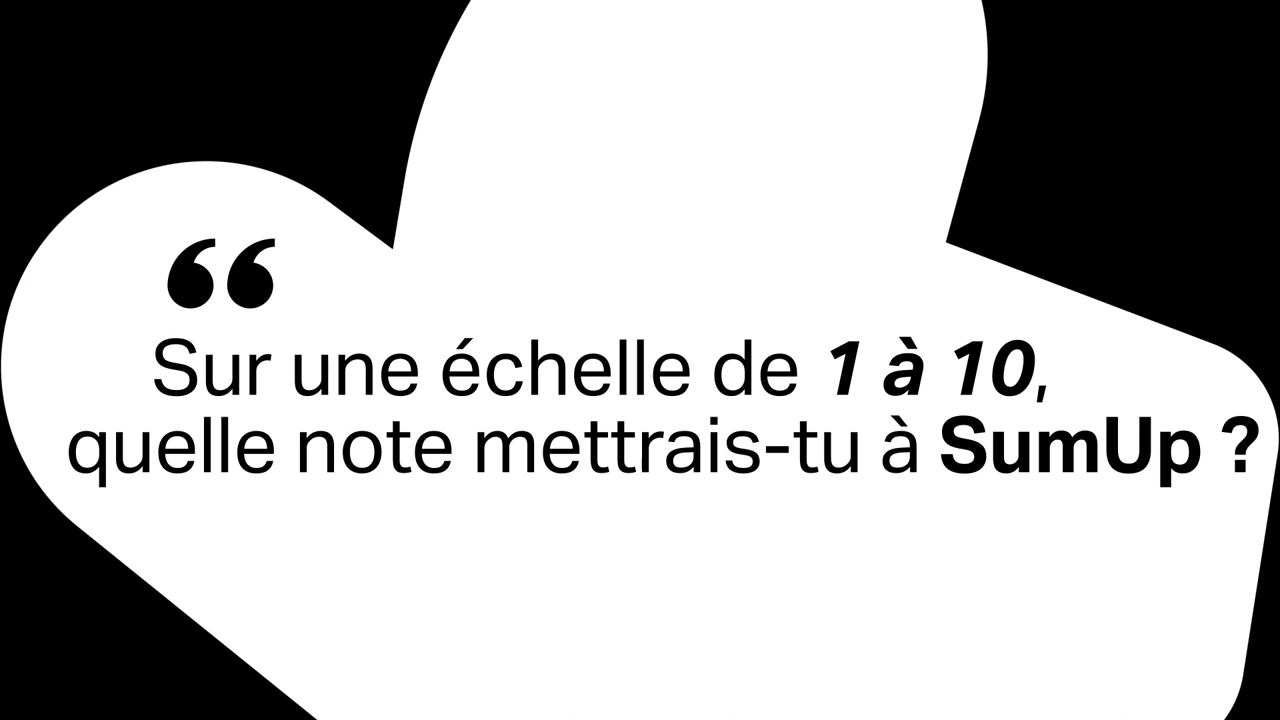 “
Sur une échelle de 1 à 10,
quelle note mettrais-tu à SumUp ?